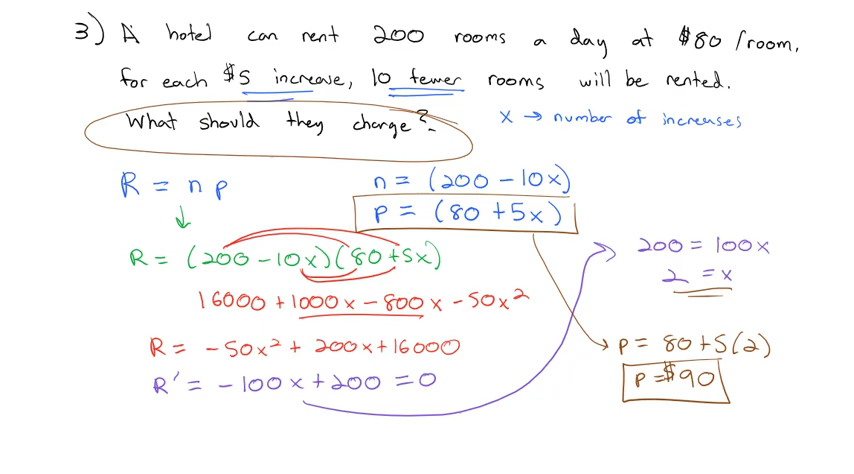 3) A hotel can rent 200 rooms a day at $80/room,
for each $5 increase, 10 fewer rooms will be rented.
What should they charge?
x → number of increases
R = n p
n = (200 - 10x)
p = (80 + 5x)
R = (200 - 10x)(80 + 5x)
16000 + 1000x - 800x - 50x²
R = -50x² + 200x + 16000
R' = -100x + 200 = 0
200 = 100x
2 = x
p = 80 + 5(2)
p = $90